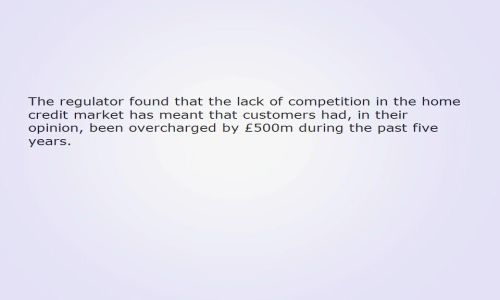 The regulator found that the lack of competition in the home
credit market has meant that customers had, in their
opinion, been overcharged by £500m during the past five
years.